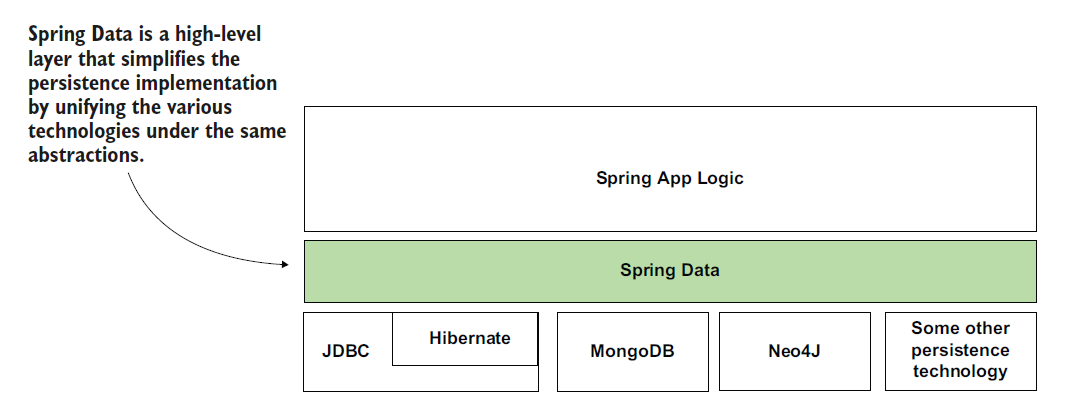 Spring Data is a high-level
layer that simplifies the
persistence implementation
by unifying the various
technologies under the same
abstractions.
Spring App Logic
Spring Data
JDBC
Hibernate
MongoDB
Neo4J
Some other
persistence
technology